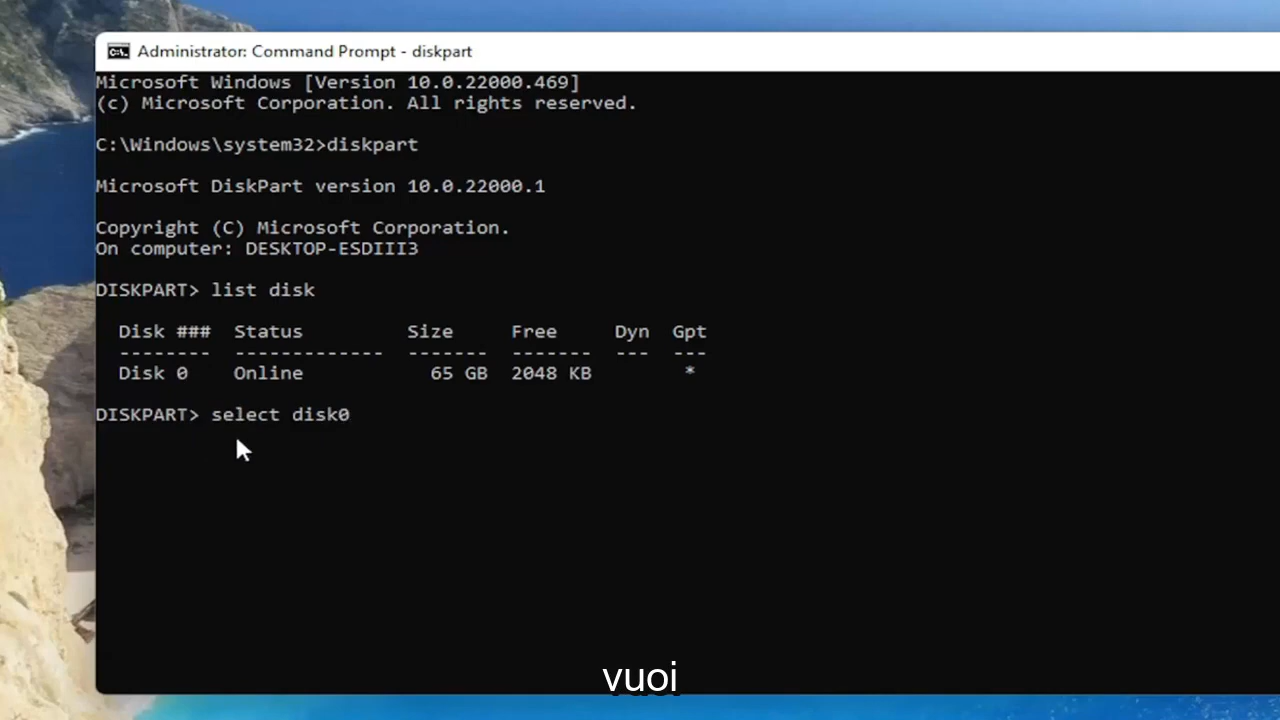 Administrator: Command Prompt - diskpart
Microsoft Windows [Version 10.0.22000.469]
(c) Microsoft Corporation. All rights reserved.
C:\Windows\system32>diskpart
Microsoft DiskPart version 10.0.22000.1
Copyright (C) Microsoft Corporation.
On computer: DESKTOP-ESDIII3
DISKPART> list disk
Disk ###  Status         Size     Free     Dyn  Gpt
--------  -------------  -------  -------  ---  ---
Disk 0    Online           65 GB  2048 KB        *
DISKPART> select disk0
vuoi